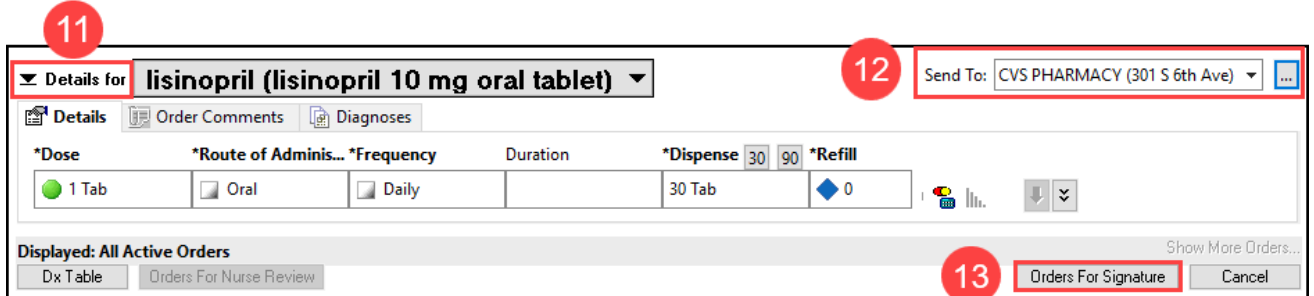 11
Details for lisinopril (lisinopril 10 mg oral tablet)
12
Send To: CVS PHARMACY (301 S 6th Ave) ...
Details Order Comments Diagnoses
*Dose *Route of Adminis... *Frequency Duration *Dispense 30 90 *Refill
1 Tab Oral Daily 30 Tab 0
Displayed: All Active Orders Show More Orders...
Dx Table Orders For Nurse Review 13 Orders For Signature Cancel